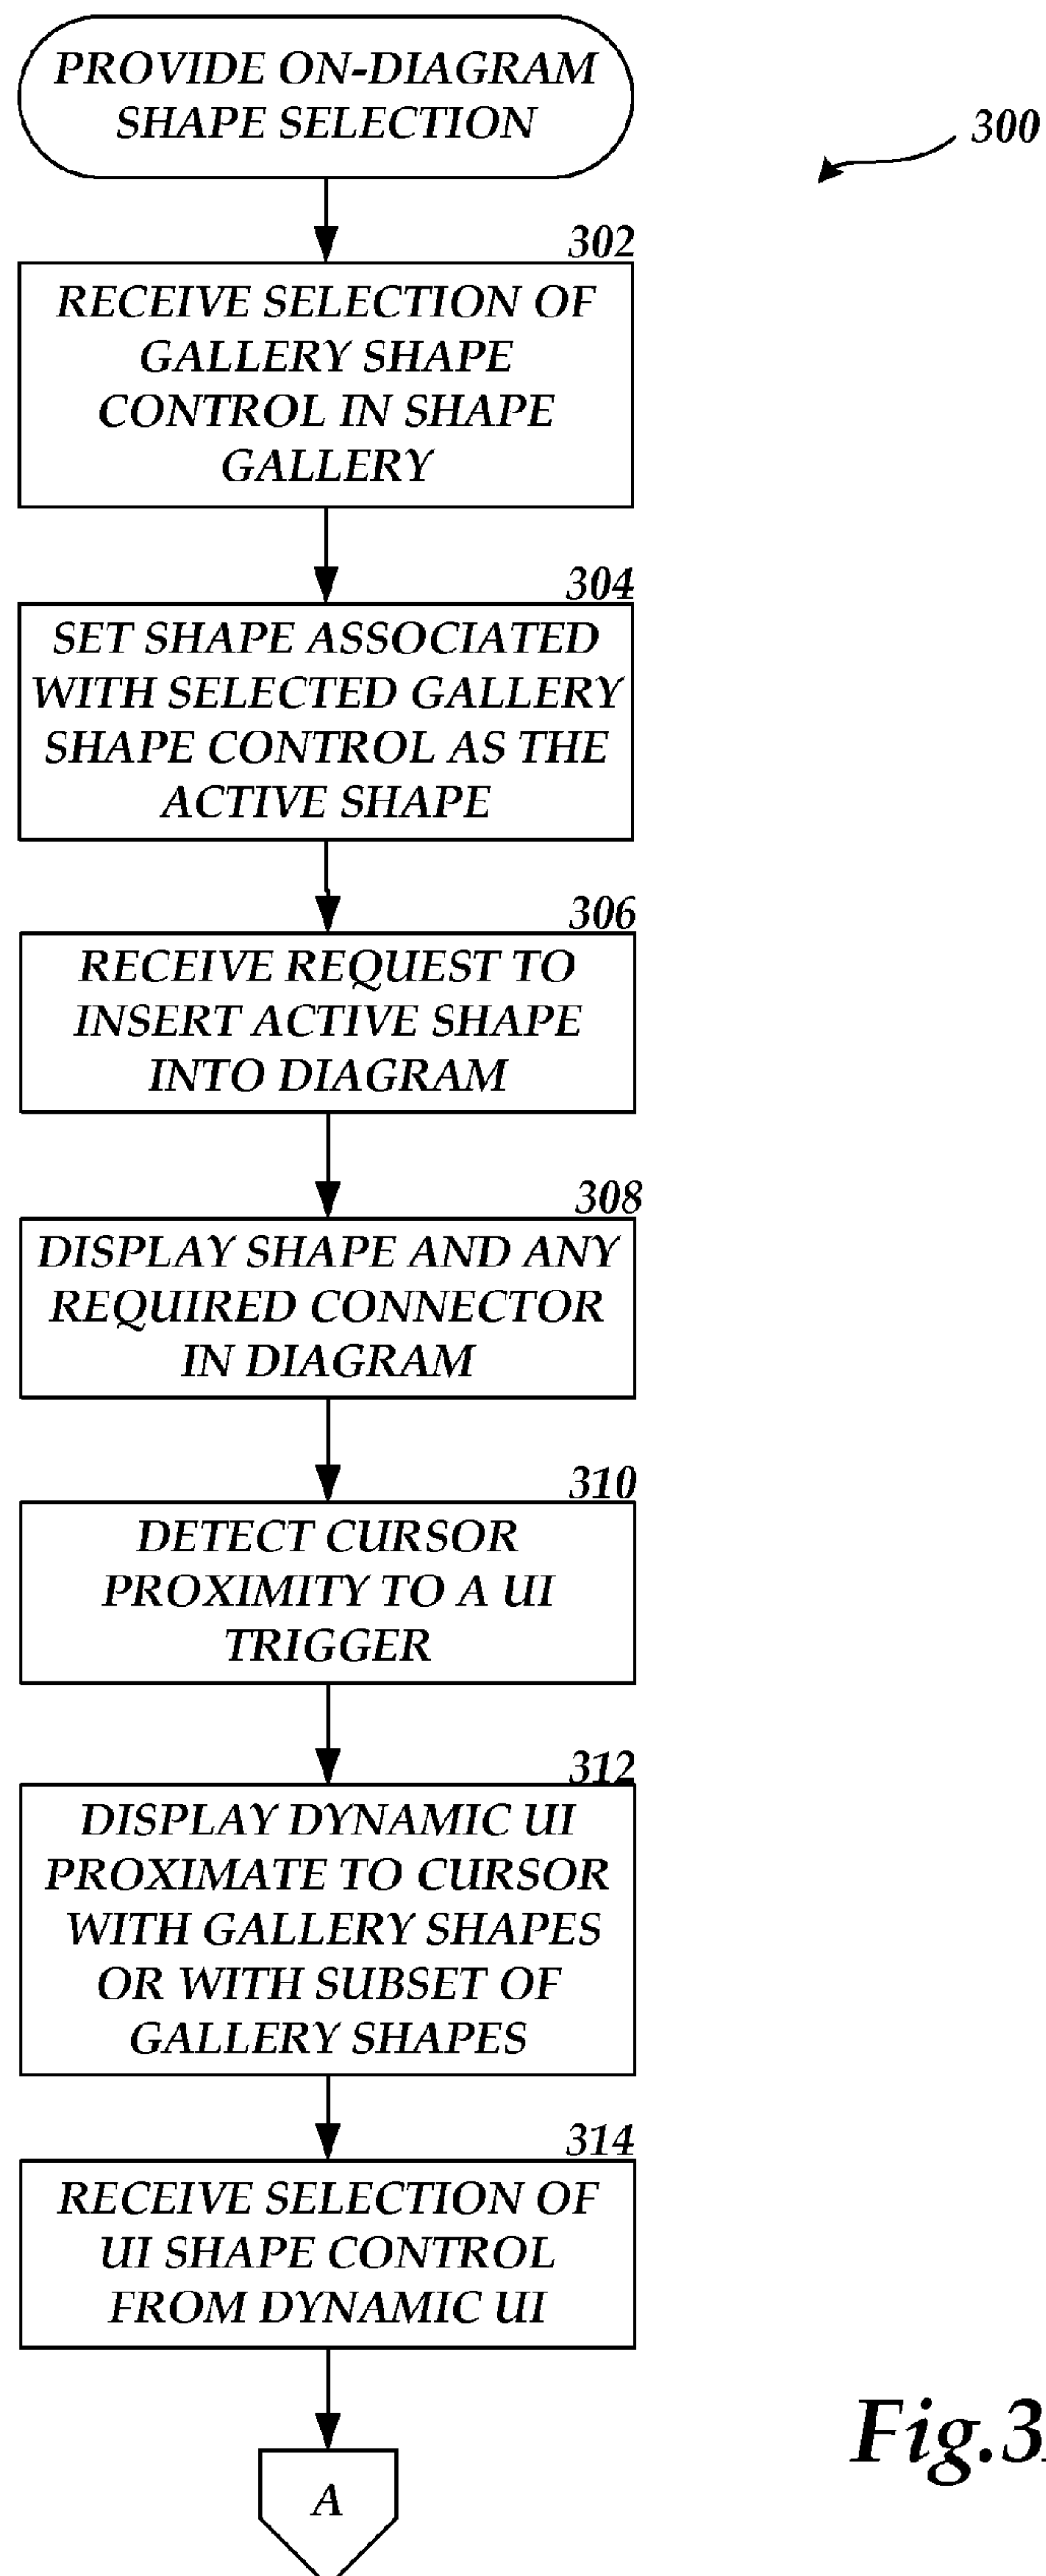 PROVIDE ON-DIAGRAM
SHAPE SELECTION
300
302
RECEIVE SELECTION OF
GALLERY SHAPE
CONTROL IN SHAPE
GALLERY
304
SET SHAPE ASSOCIATED
WITH SELECTED GALLERY
SHAPE CONTROL AS THE
ACTIVE SHAPE
306
RECEIVE REQUEST TO
INSERT ACTIVE SHAPE
INTO DIAGRAM
308
DISPLAY SHAPE AND ANY
REQUIRED CONNECTOR
IN DIAGRAM
310
DETECT CURSOR
PROXIMITY TO A UI
TRIGGER
312
DISPLAY DYNAMIC UI
PROXIMATE TO CURSOR
WITH GALLERY SHAPES
OR WITH SUBSET OF
GALLERY SHAPES
314
RECEIVE SELECTION OF
UI SHAPE CONTROL
FROM DYNAMIC UI
A
Fig.3